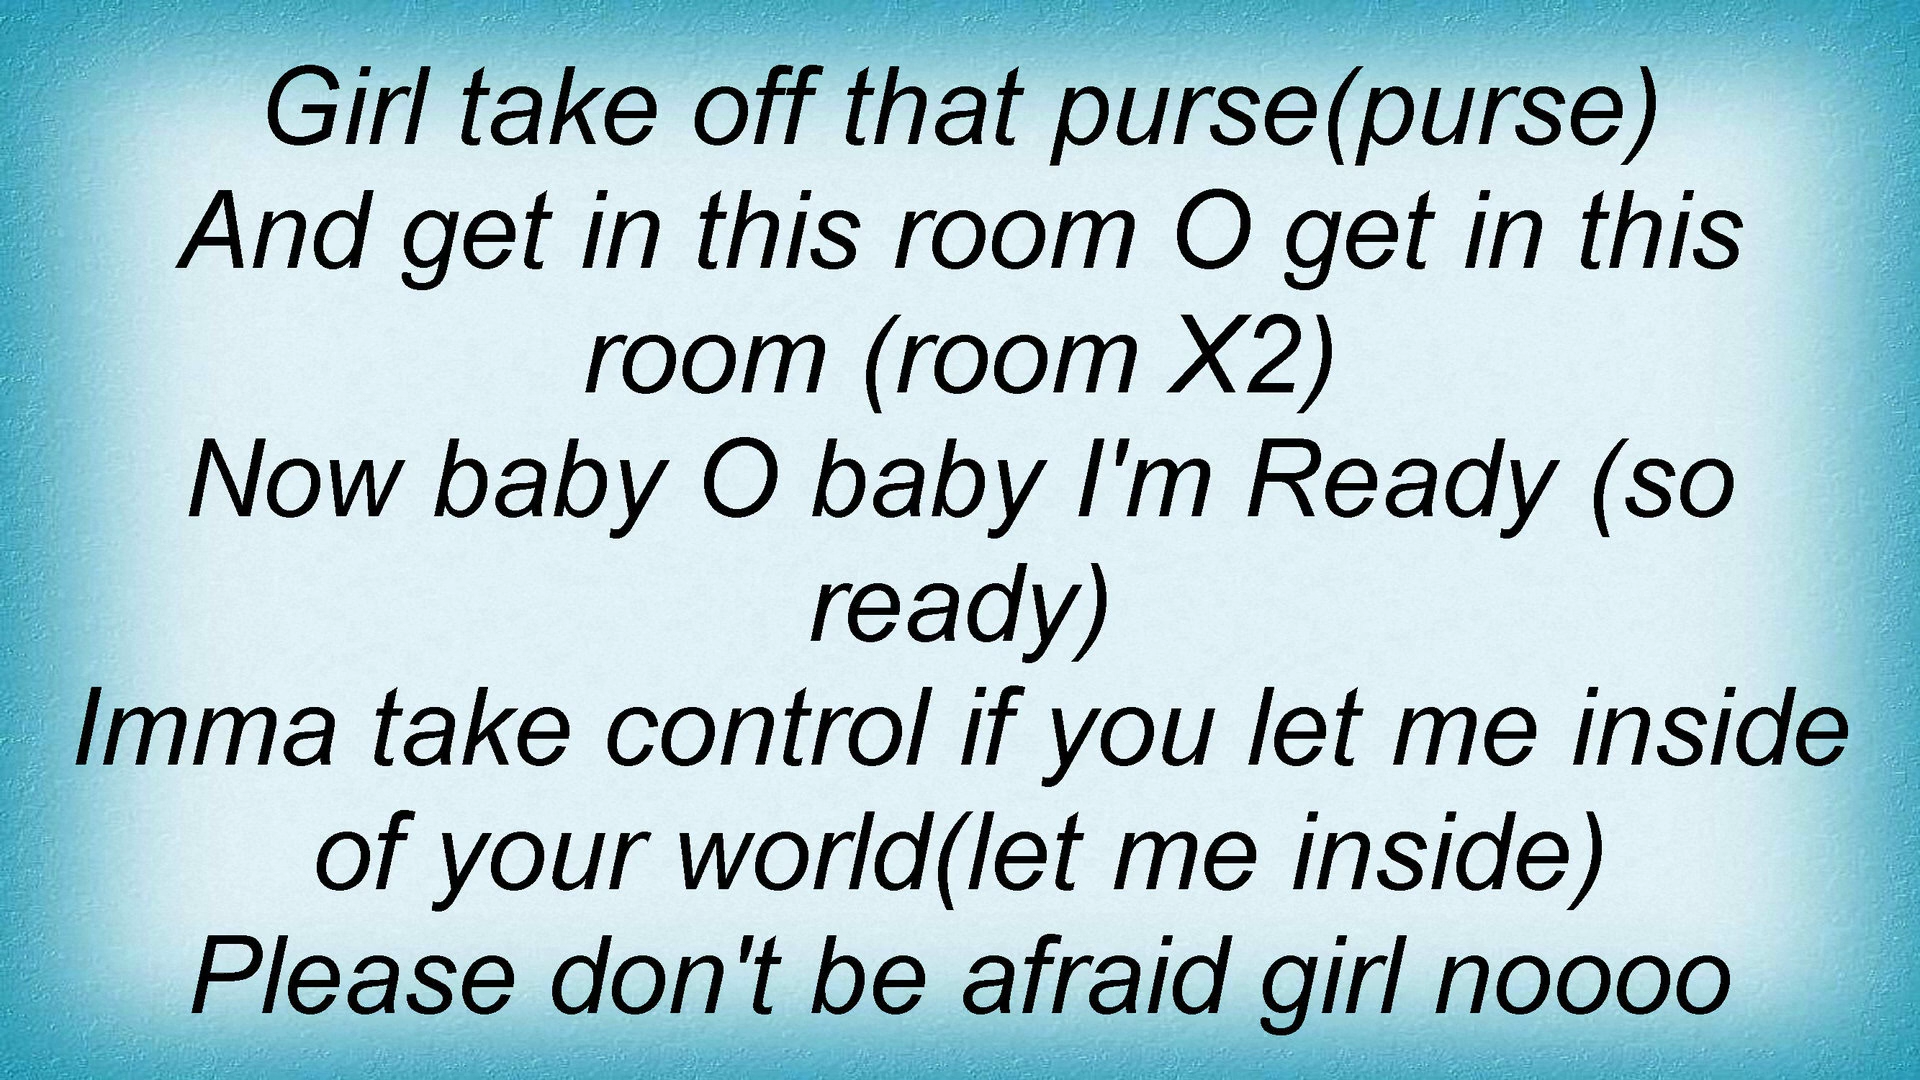 Girl take off that purse(purse)
And get in this room O get in this
room (room X2)
Now baby O baby I'm Ready (so
ready)
Imma take control if you let me inside
of your world(let me inside)
Please don't be afraid girl noooo